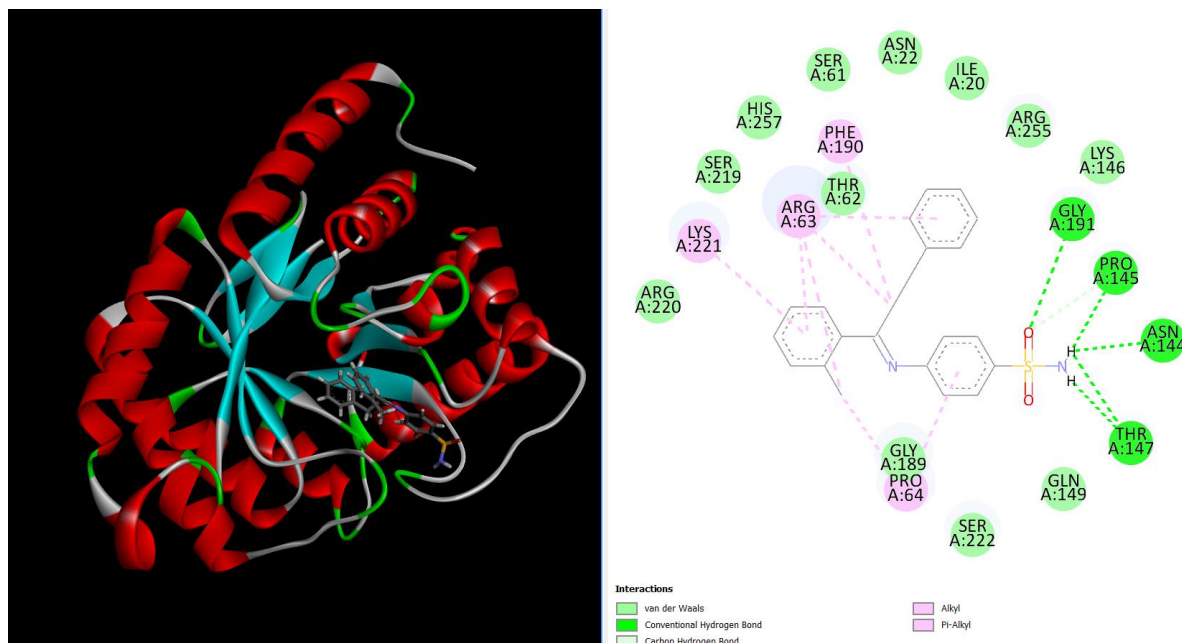 ASN
A:22
SER
A:61
ILE
A:20
HIS
A:257
ARG
A:255
PHE
A:190
LYS
A:146
SER
A:219
THR
A:62
ARG
A:63
GLY
A:191
LYS
A:221
PRO
A:145
ARG
A:220
ASN
A:144
O
H
S
N
N
H
O
THR
A:147
GLY
A:189
PRO
A:64
GLN
A:149
SER
A:222
Interactions
van der Waals
Alkyl
Conventional Hydrogen Bond
Pi-Alkyl
Carbon Hydrogen Bond